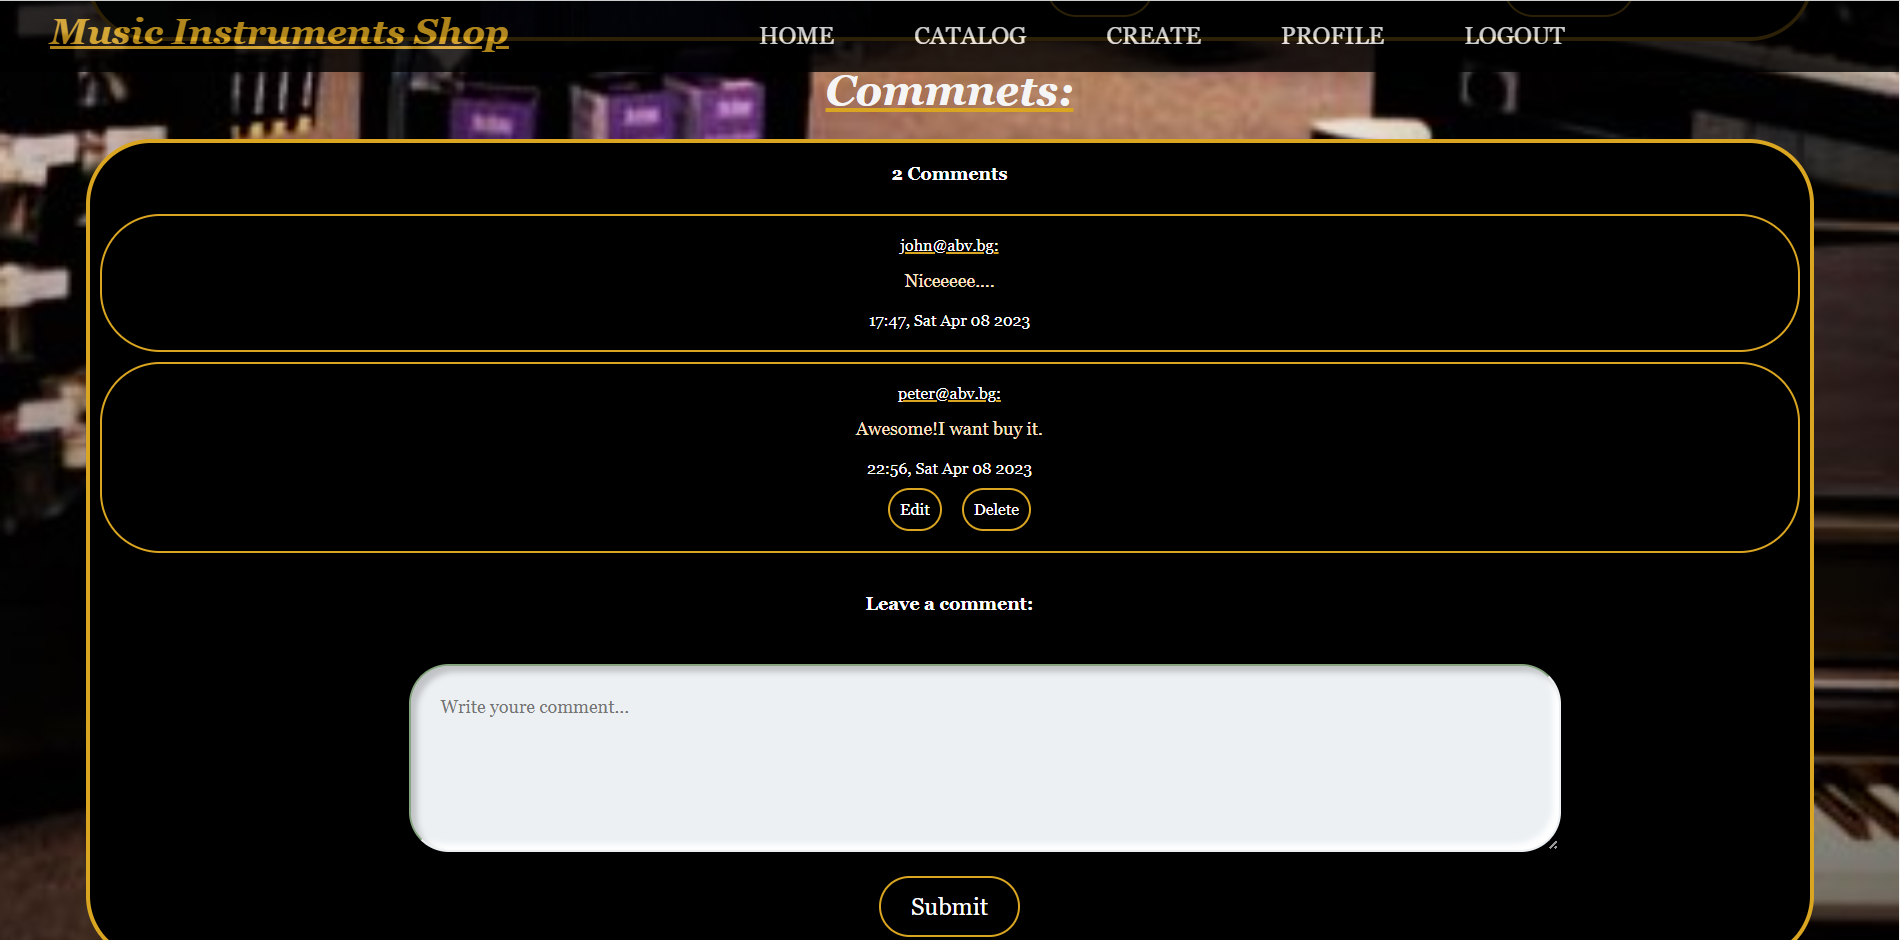 Music Instruments Shop
HOME CATALOG CREATE PROFILE LOGOUT
Commnets:
2 Comments
john@abv.bg:
Niceeeee....
17:47, Sat Apr 08 2023
peter@abv.bg:
Awesome!I want buy it.
22:56, Sat Apr 08 2023
Edit Delete
Leave a comment:
Write youre comment...
Submit